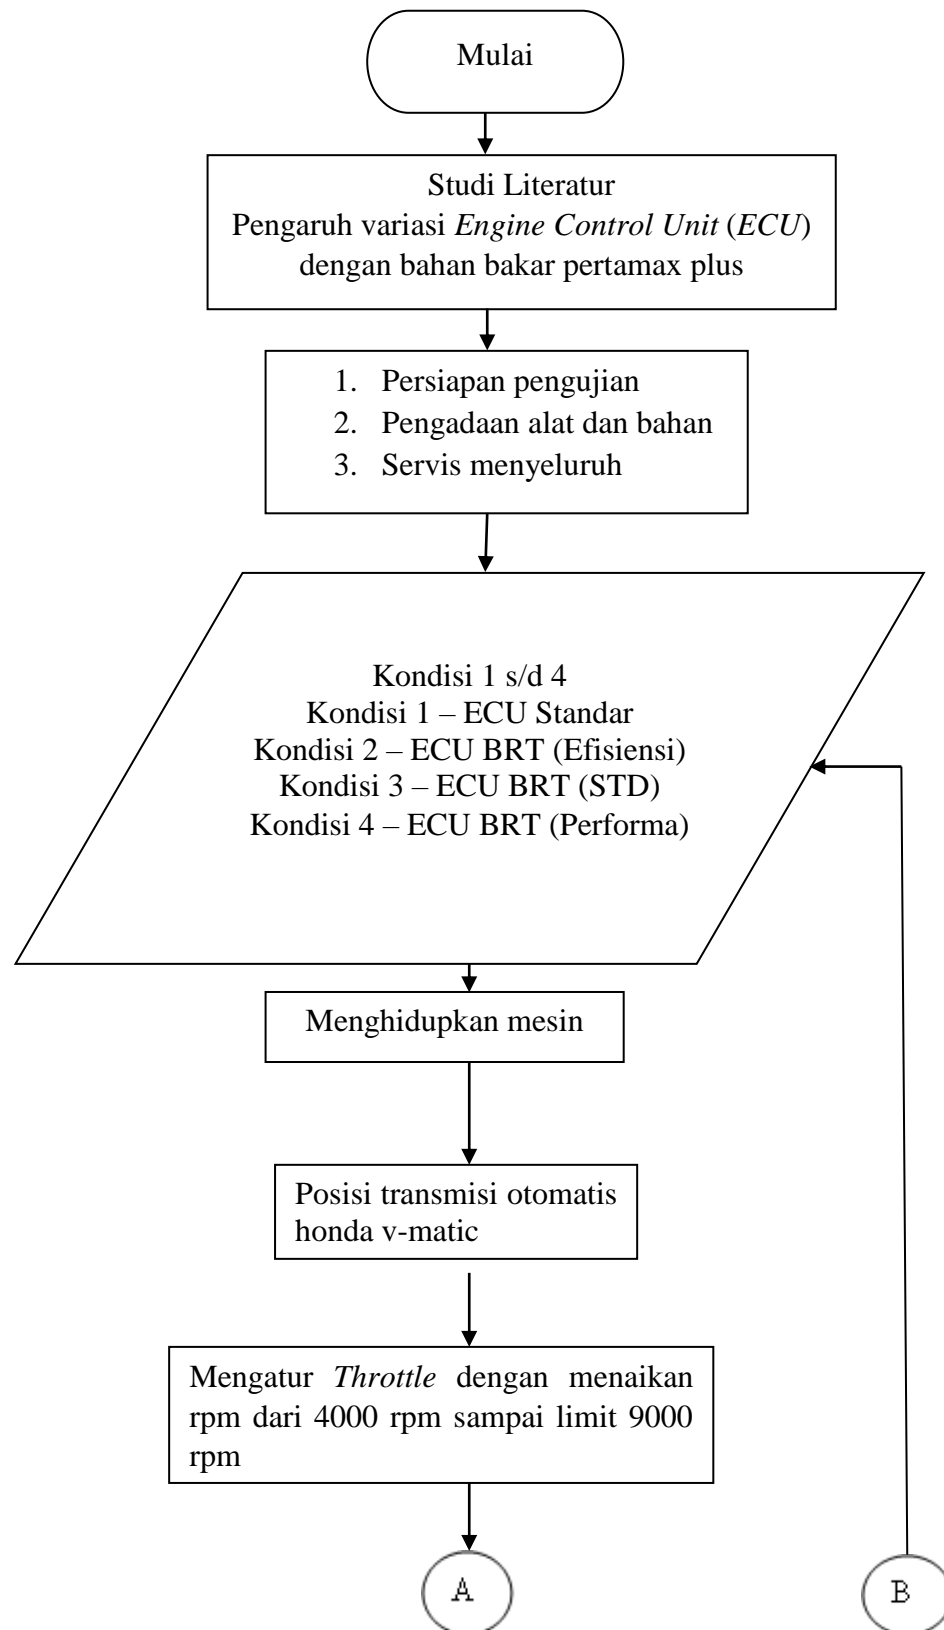 Mulai
Studi Literatur
Pengaruh variasi Engine Control Unit (ECU)
dengan bahan bakar pertamax plus
1. Persiapan pengujian
2. Pengadaan alat dan bahan
3. Servis menyeluruh
Kondisi 1 s/d 4
Kondisi 1 – ECU Standar
Kondisi 2 – ECU BRT (Efisiensi)
Kondisi 3 – ECU BRT (STD)
Kondisi 4 – ECU BRT (Performa)
Menghidupkan mesin
Posisi transmisi otomatis
honda v-matic
Mengatur Throttle dengan menaikan
rpm dari 4000 rpm sampai limit 9000
rpm
A
B